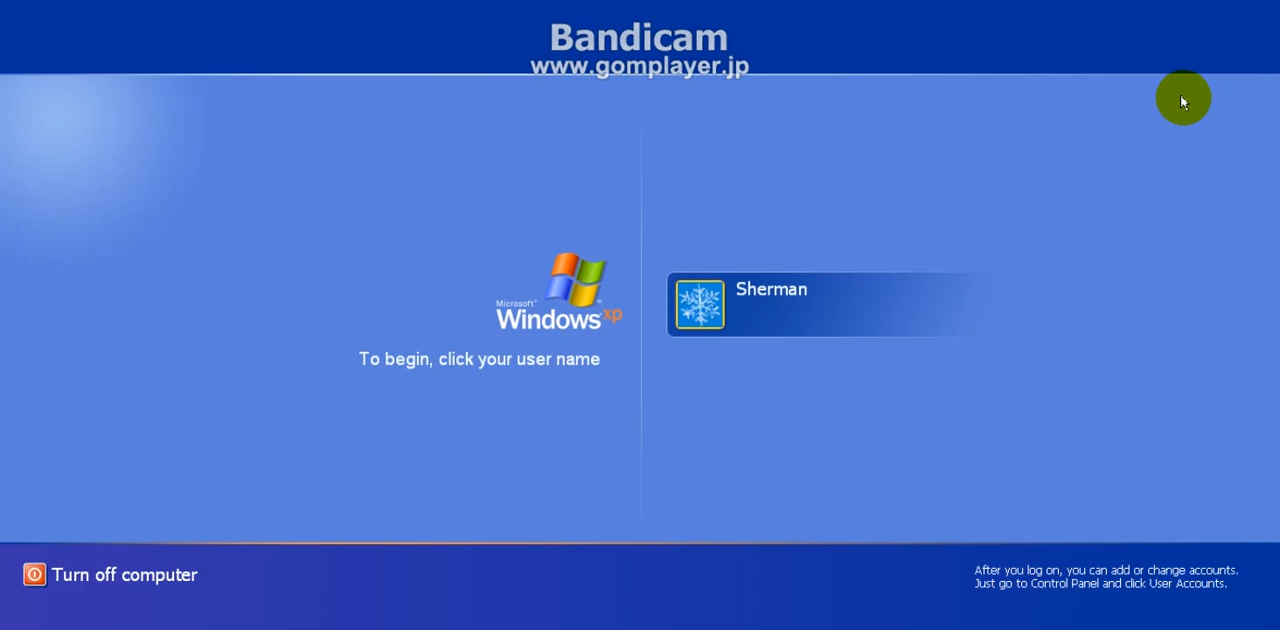 Bandicam
www.gomplayer.jp
Microsoft
Windows xp
To begin, click your user name
Sherman
Turn off computer
After you log on, you can add or change accounts.
Just go to Control Panel and click User Accounts.